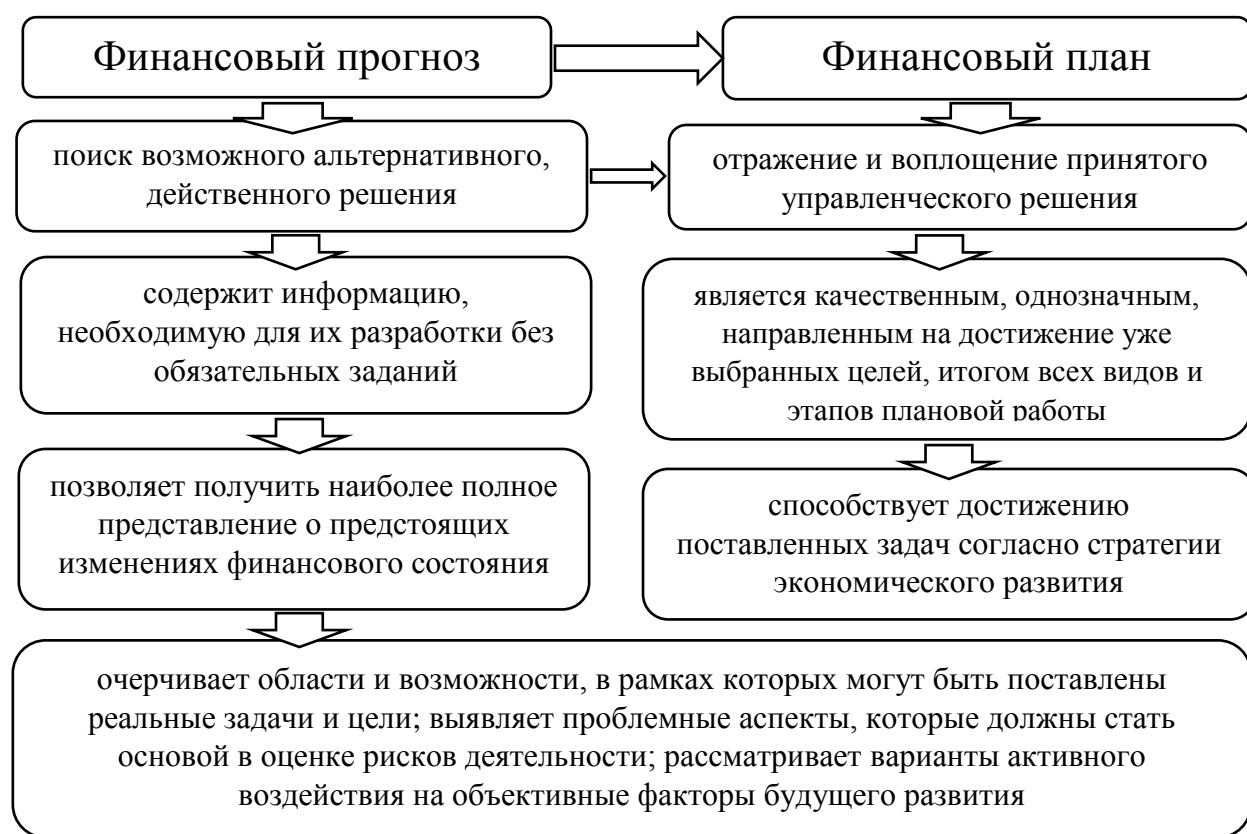 Финансовый прогноз
Финансовый план
поиск возможного альтернативного,
действенного решения
отражение и воплощение принятого
управленческого решения
содержит информацию,
необходимую для их разработки без
обязательных заданий
является качественным, однозначным,
направленным на достижение уже
выбранных целей, итогом всех видов и
этапов плановой работы
позволяет получить наиболее полное
представление о предстоящих
изменениях финансового состояния
способствует достижению
поставленных задач согласно стратегии
экономического развития
очерчивает области и возможности, в рамках которых могут быть поставлены
реальные задачи и цели; выявляет проблемные аспекты, которые должны стать
основой в оценке рисков деятельности; рассматривает варианты активного
воздействия на объективные факторы будущего развития